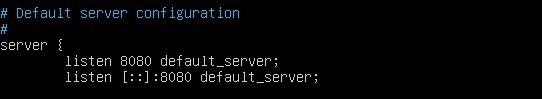 # Default server configuration
#
server {
        listen 8080 default_server;
        listen [::]:8080 default_server;